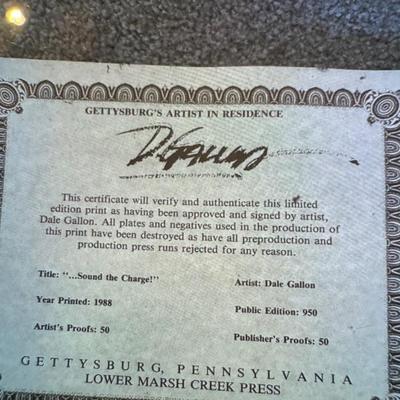 GETTYSBURG'S ARTIST IN RESIDENCE
D Gallon
This certificate will verify and authenticate this limited
edition print as having been approved and signed by artist,
Dale Gallon. All plates and negatives used in the production of
this print have been destroyed as have all preproduction and
production press runs rejected for any reason.
Title: "...Sound the Charge!" Artist: Dale Gallon
Year Printed: 1988 Public Edition: 950
Artist's Proofs: 50 Publisher's Proofs: 50
GETTYSBURG, PENNSYLVANIA
LOWER MARSH CREEK PRESS